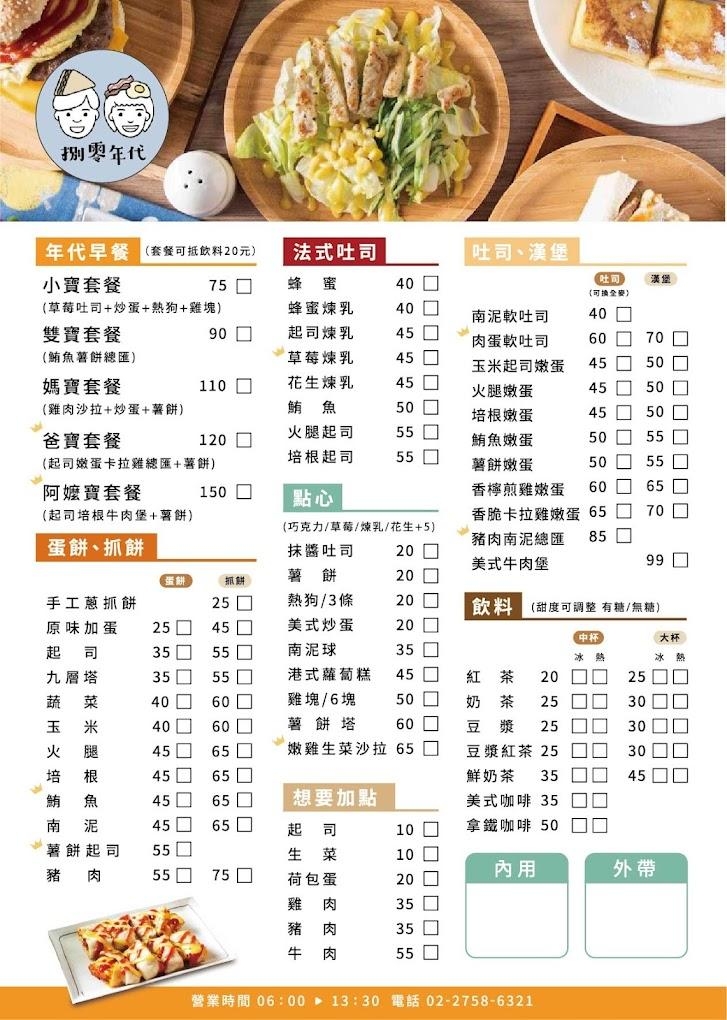 捌零年代
年代早餐 (套餐可抵飲料20元)
小寶套餐 75
(草莓吐司+炒蛋+熱狗+雞塊)
雙寶套餐 90
(鮪魚薯餅總匯)
媽寶套餐 110
(雞肉沙拉+炒蛋+薯餅)
爸寶套餐 120
(起司嫩蛋卡拉雞總匯+薯餅)
阿嬤寶套餐 150
(起司培根牛肉堡+薯餅)
蛋餅、抓餅
蛋餅 抓餅
手工蔥抓餅 25
原味加蛋 25 45
起司 35 55
九層塔 35 55
蔬菜 40 60
玉米 40 60
火腿 45 65
培根 45 65
鮪魚 45 65
南泥 45 65
薯餅起司 55
豬肉 55 75
法式吐司
蜂蜜 40
蜂蜜煉乳 40
起司煉乳 45
草莓煉乳 45
花生煉乳 45
鮪魚 50
火腿起司 55
培根起司 55
點心
(巧克力/草莓/煉乳/花生+5)
抹醬吐司 20
薯餅 20
熱狗/3條 20
美式炒蛋 20
南泥球 35
港式蘿蔔糕 45
雞塊/6塊 50
薯餅塔 60
嫩雞生菜沙拉 65
想要加點
起司 10
生菜 10
荷包蛋 20
雞肉 35
豬肉 35
牛肉 55
吐司、漢堡
吐司 漢堡
(可換全麥)
南泥軟吐司 40
肉蛋軟吐司 60 70
玉米起司嫩蛋 45 50
火腿嫩蛋 45 50
培根嫩蛋 45 50
鮪魚嫩蛋 50 55
薯餅嫩蛋 50 55
香檸煎雞嫩蛋 60 65
香脆卡拉雞嫩蛋 65 70
豬肉南泥總匯 85
美式牛肉堡 99
飲料 (甜度可調整 有糖/無糖)
中杯 大杯
冰 熱 冰 熱
紅茶 20 25
奶茶 25 30
豆漿 25 30
豆漿紅茶 25 30
鮮奶茶 35 45
美式咖啡 35
拿鐵咖啡 50
內用 外帶
營業時間 06:00 ▶ 13:30 電話 02-2758-6321